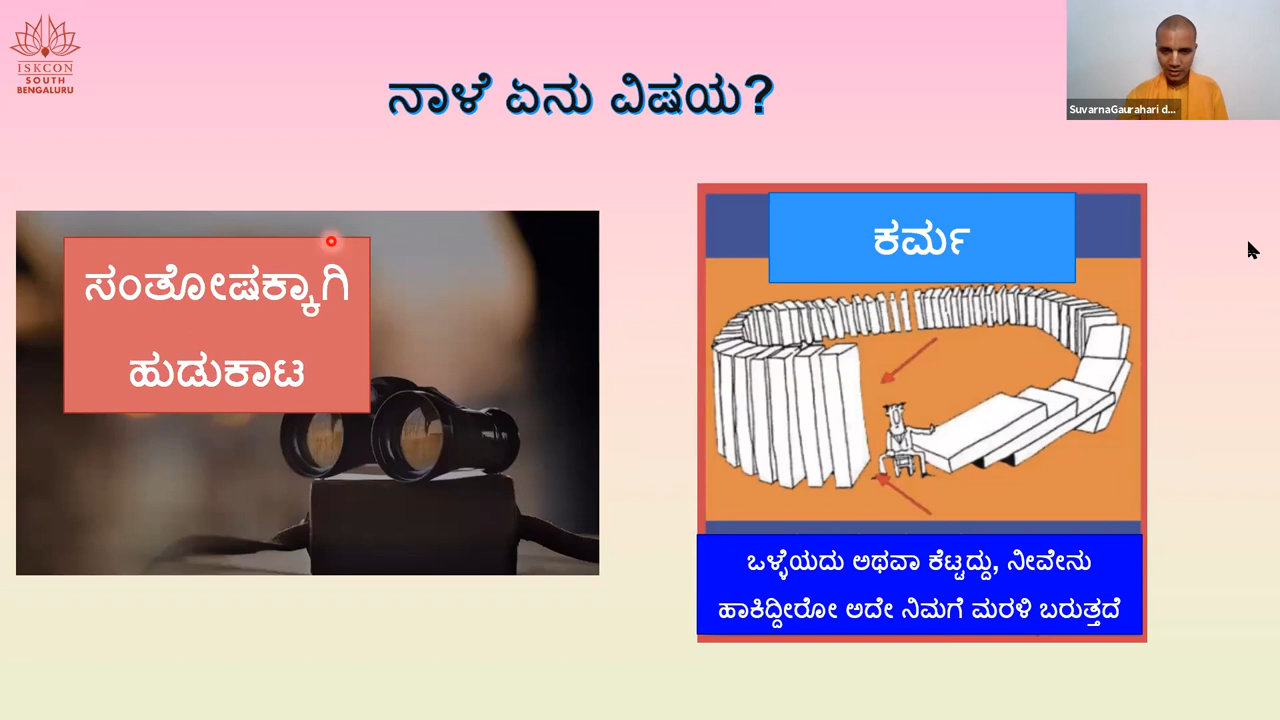 ISKCON
SOUTH
BENGALURU
ನಾಳೆ ಏನು ವಿಷಯ?
SuvarnaGaurahari d...
ಸಂತೋಷಕ್ಕಾಗಿ
ಹುಡುಕಾಟ
ಕರ್ಮ
ಒಳ್ಳೆಯದು ಅಥವಾ ಕೆಟ್ಟದ್ದು, ನೀವೇನು
ಹಾಕಿದ್ದೀರೋ ಅದೇ ನಿಮಗೆ ಮರಳಿ ಬರುತ್ತದೆ